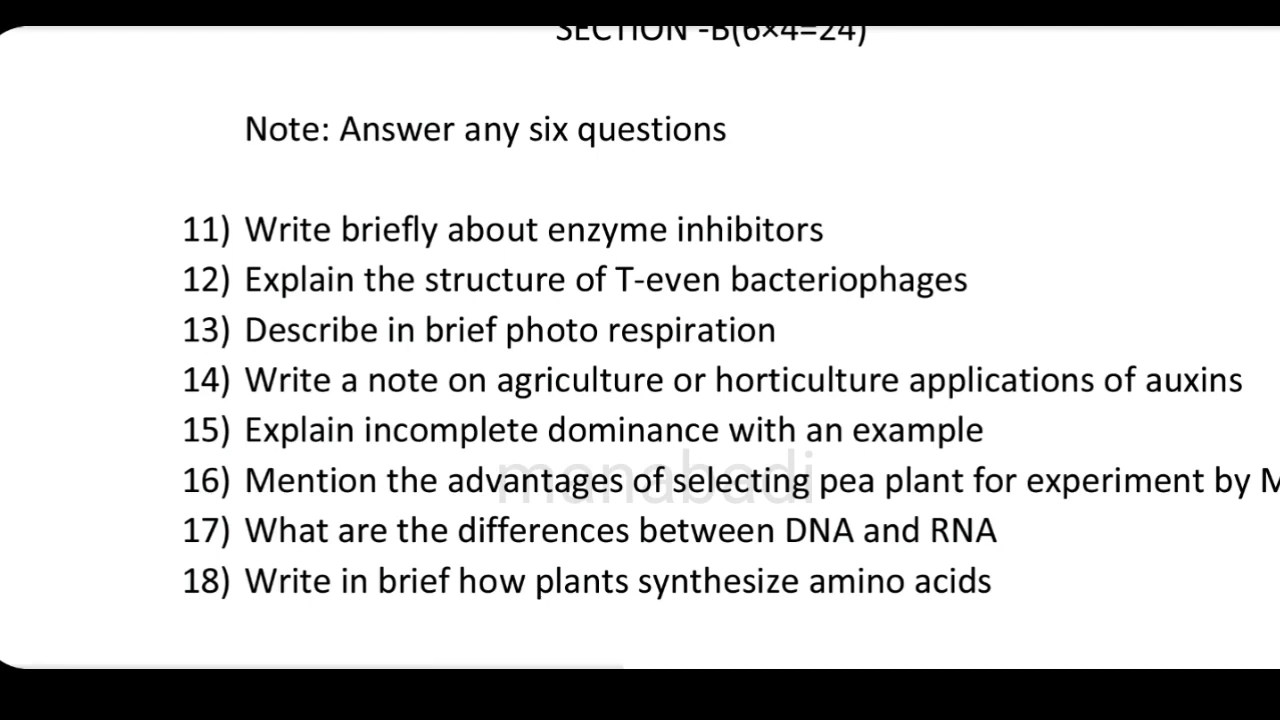 SECTION -B(6×4=24)
Note: Answer any six questions
11) Write briefly about enzyme inhibitors
12) Explain the structure of T-even bacteriophages
13) Describe in brief photo respiration
14) Write a note on agriculture or horticulture applications of auxins
15) Explain incomplete dominance with an example
manabadi
16) Mention the advantages of selecting pea plant for experiment by M
17) What are the differences between DNA and RNA
18) Write in brief how plants synthesize amino acids